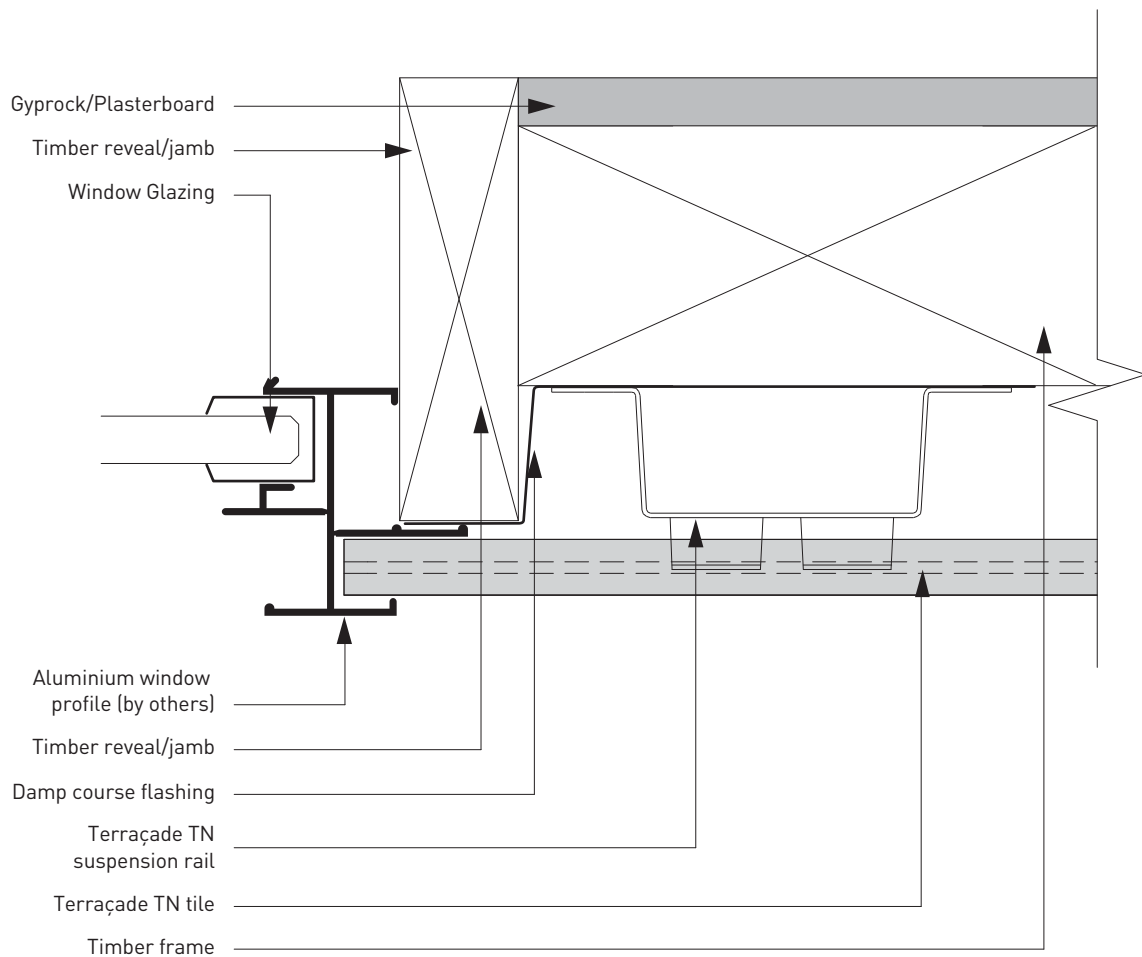 Gyprock/Plasterboard
Timber reveal/jamb
Window Glazing
Aluminium window
profile (by others)
Timber reveal/jamb
Damp course flashing
Terraçade TN
suspension rail
Terraçade TN tile
Timber frame